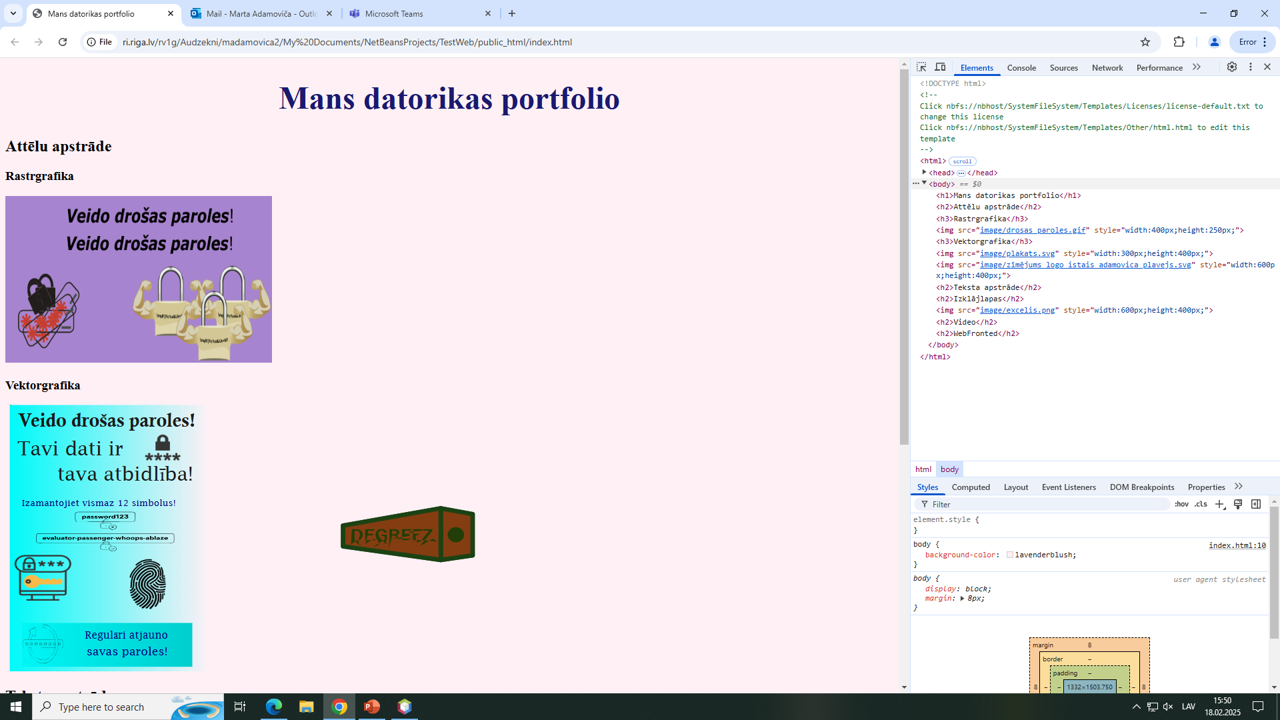 Mans datorikas portfolio
Mail - Marta Adamoviča - Outlo
Microsoft Teams
File
ri.riga.lv/rv1g/Audzekni/madamovica2/My%20Documents/NetBeansProjects/TestWeb/public_html/index.html
Error
Mans datorikas portfolio
Attēlu apstrāde
Rastrgrafika
Veido drošas paroles!
Veido drošas paroles!
Vektorgrafika
Veido drošas paroles!
Tavi dati ir
****
tava atbidlība!
Izamantojiet vismaz 12 simbolus!
password123
evaluator-passenger-whoops-ablaze
***
Regulāri atjauno
savas paroles!
DEGREEZ
Elements
Console
Sources
Network
Performance
<!DOCTYPE html>
<!--
Click nbfs://nbhost/SystemFileSystem/Templates/Licenses/license-default.txt to
change this license
Click nbfs://nbhost/SystemFileSystem/Templates/Other/html.html to edit this
template
-->
<html> scroll
<head> … </head>
<body> == $0
<h1>Mans datorikas portfolio</h1>
<h2>Attēlu apstrāde</h2>
<h3>Rastrgrafika</h3>
<img src="image/drosas_paroles.gif" style="width:400px;height:250px;">
<h3>Vektorgrafika</h3>
<img src="image/plakats.svg" style="width:300px;height:400px;">
<img src="image/zīmējums_logo_istais_adamovica_plavejs.svg" style="width:600p
x;height:400px;">
<h2>Teksta apstrāde</h2>
<h2>Izklājlapas</h2>
<img src="image/excelis.png" style="width:600px;height:400px;">
<h2>Video</h2>
<h2>WebFronted</h2>
</body>
</html>
html
body
Styles
Computed
Layout
Event Listeners
DOM Breakpoints
Properties
Filter
:hov
.cls
element.style {
}
body {
index.html:10
background-color: lavenderblush;
}
body {
user agent stylesheet
display: block;
margin: 8px;
}
margin
8
border
–
padding
–
8
–
–
1332×1503.750
–
–
8
Type here to search
LAV
15:50
18.02.2025